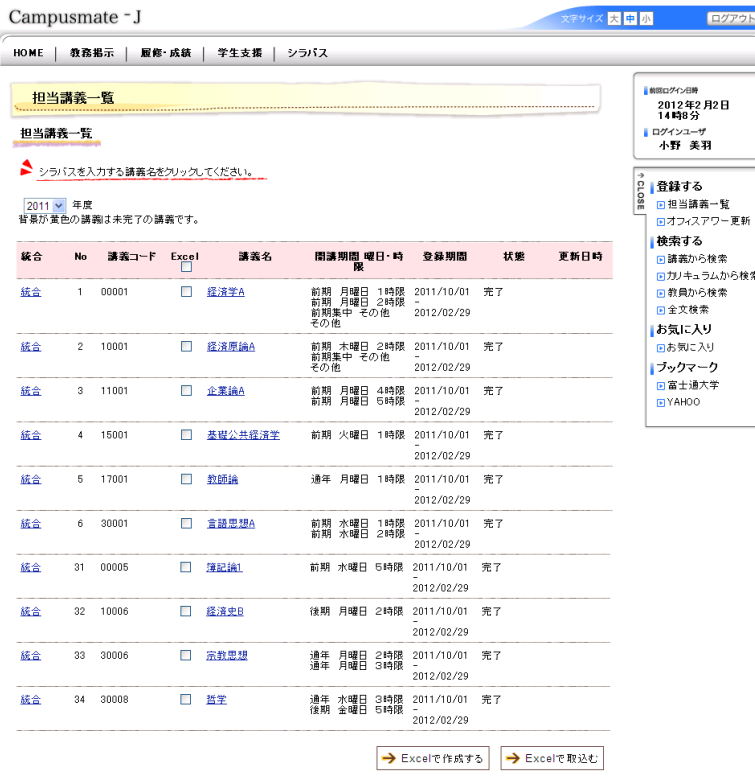 Campusmate-J
文字サイズ 大 中 小
ログアウト
HOME | 教務掲示 | 履修・成績 | 学生支援 | シラバス
担当講義一覧
担当講義一覧
シラバスを入力する講義名をクリックしてください。
2011 年度
背景が黄色の講義は未完了の講義です。
統合 No 講義コード Excel 講義名 開講期間 曜日・時限 登録期間 状態 更新日時
統合 1 00001 経済学A 前期 月曜日 1時限 2011/10/01 完了
前期 月曜日 2時限 -
前期集中 その他 2012/02/29
その他
統合 2 10001 経済原論A 前期 木曜日 2時限 2011/10/01 完了
前期集中 その他 -
その他 2012/02/29
統合 3 11001 企業論A 前期 月曜日 4時限 2011/10/01 完了
前期 月曜日 5時限 -
2012/02/29
統合 4 15001 基礎公共経済学 前期 火曜日 1時限 2011/10/01 完了
-
2012/02/29
統合 5 17001 教師論 通年 月曜日 1時限 2011/10/01 完了
-
2012/02/29
統合 6 30001 言語思想A 前期 水曜日 1時限 2011/10/01 完了
前期 水曜日 2時限 -
2012/02/29
統合 31 00005 簿記論1 前期 水曜日 5時限 2011/10/01 完了
-
2012/02/29
統合 32 10006 経済史B 後期 月曜日 2時限 2011/10/01 完了
-
2012/02/29
統合 33 30006 宗教思想 通年 月曜日 2時限 2011/10/01 完了
通年 月曜日 3時限 -
2012/02/29
統合 34 30008 哲学 通年 水曜日 3時限 2011/10/01 完了
後期 金曜日 5時限 -
2012/02/29
Excelで作成する Excelで取込む
前回ログイン日時
2012年2月2日
14時8分
ログインユーザ
小野 美羽
CLOSE
登録する
担当講義一覧
オフィスアワー更新
検索する
講義から検索
カリキュラムから検索
教員から検索
全文検索
お気に入り
お気に入り
ブックマーク
富士通大学
YAHOO